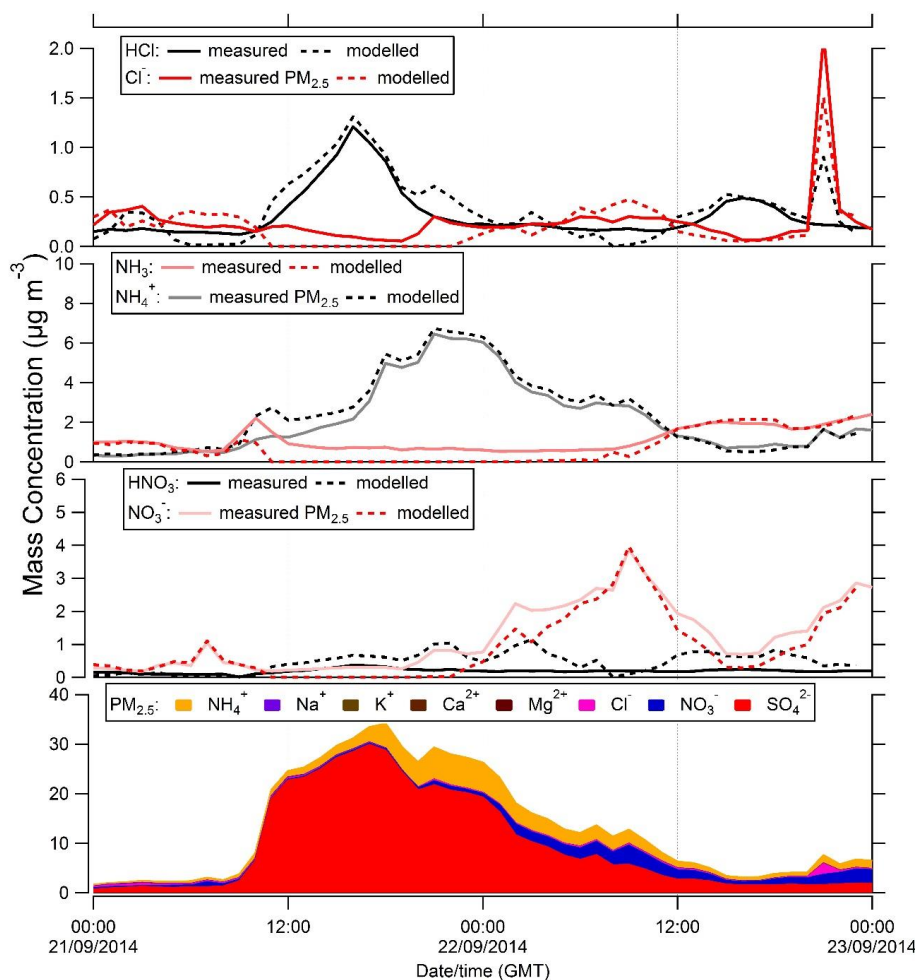 HCl: measured modelled
Cl⁻: measured PM₂.₅ modelled
2.0
1.5
1.0
0.5
0.0
NH₃: measured modelled
NH₄⁺: measured PM₂.₅ modelled
10
8
6
4
2
0
HNO₃: measured modelled
NO₃⁻: measured PM₂.₅ modelled
6
5
4
3
2
1
0
Mass Concentration (µg m⁻³)
PM₂.₅: NH₄⁺ Na⁺ K⁺ Ca²⁺ Mg²⁺ Cl⁻ NO₃⁻ SO₄²⁻
40
30
20
10
0
00:00 12:00 00:00 12:00 00:00
21/09/2014 22/09/2014 23/09/2014
Date/time (GMT)